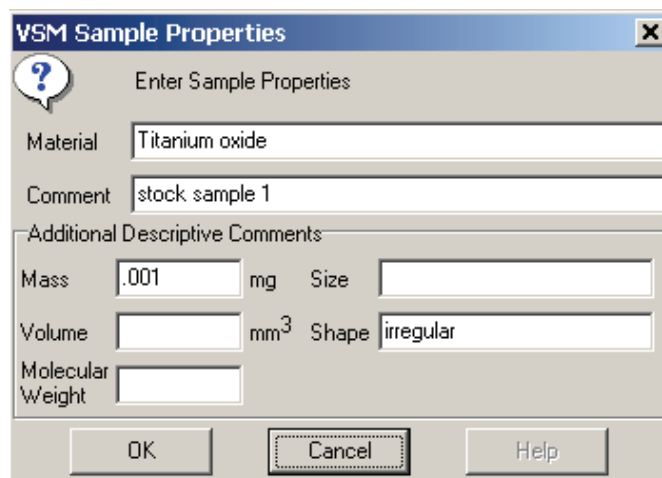 VSM Sample Properties
?
Enter Sample Properties
Material Titanium oxide
Comment stock sample 1
Additional Descriptive Comments
Mass .001 mg Size
Volume mm³ Shape irregular
Molecular
Weight
OK Cancel Help